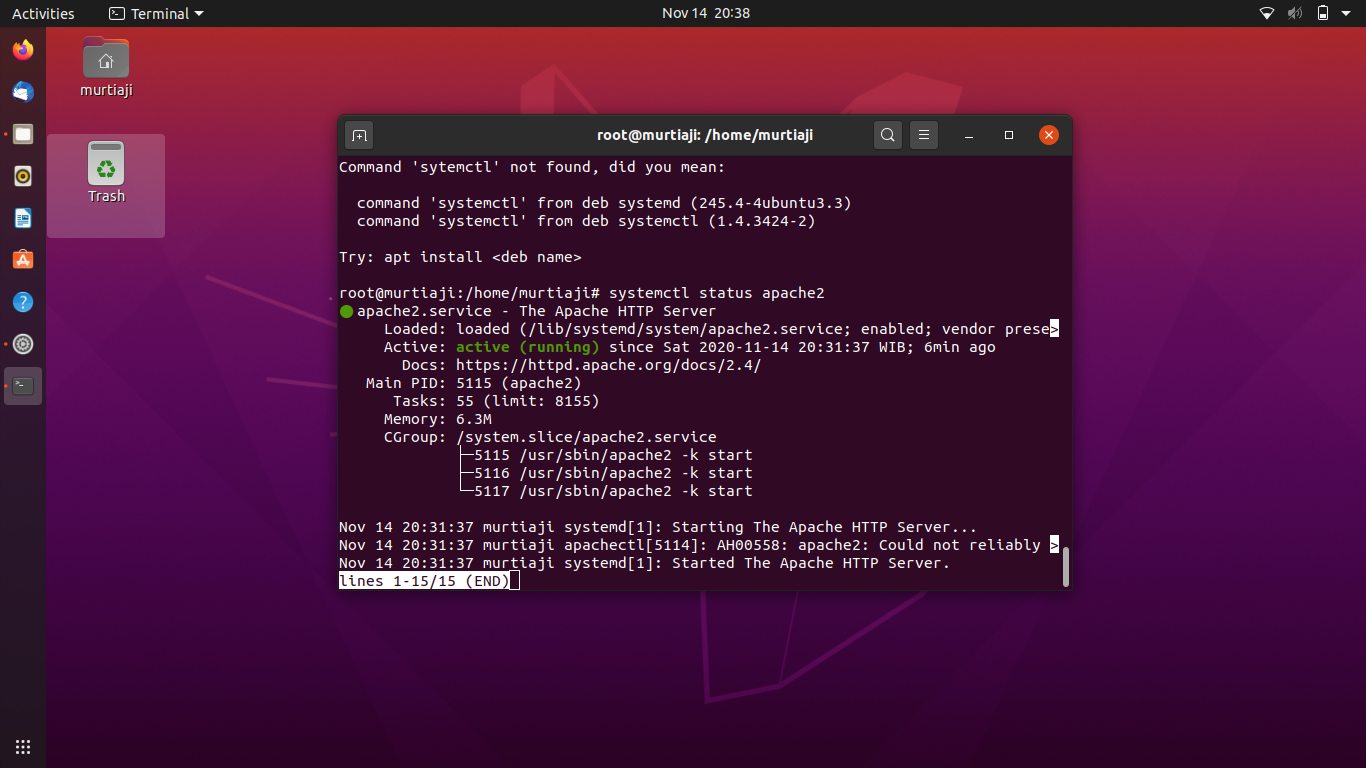 Activities
Terminal
Nov 14 20:38
murtiaji
Trash
root@murtiaji: /home/murtiaji
Command 'sytemctl' not found, did you mean:
command 'systemctl' from deb systemd (245.4-4ubuntu3.3)
command 'systemctl' from deb systemctl (1.4.3424-2)
Try: apt install <deb name>
root@murtiaji:/home/murtiaji# systemctl status apache2
● apache2.service - The Apache HTTP Server
Loaded: loaded (/lib/systemd/system/apache2.service; enabled; vendor prese>
Active: active (running) since Sat 2020-11-14 20:31:37 WIB; 6min ago
Docs: https://httpd.apache.org/docs/2.4/
Main PID: 5115 (apache2)
Tasks: 55 (limit: 8155)
Memory: 6.3M
CGroup: /system.slice/apache2.service
├─5115 /usr/sbin/apache2 -k start
├─5116 /usr/sbin/apache2 -k start
└─5117 /usr/sbin/apache2 -k start
Nov 14 20:31:37 murtiaji systemd[1]: Starting The Apache HTTP Server...
Nov 14 20:31:37 murtiaji apachectl[5114]: AH00558: apache2: Could not reliably >
Nov 14 20:31:37 murtiaji systemd[1]: Started The Apache HTTP Server.
lines 1-15/15 (END)